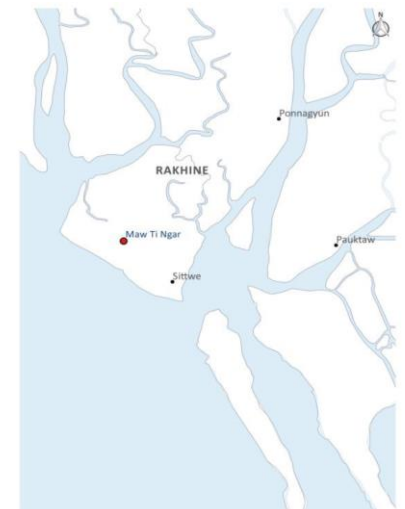 N
Ponnagyun
RAKHINE
Maw Ti Ngar
Pauktaw
Sittwe